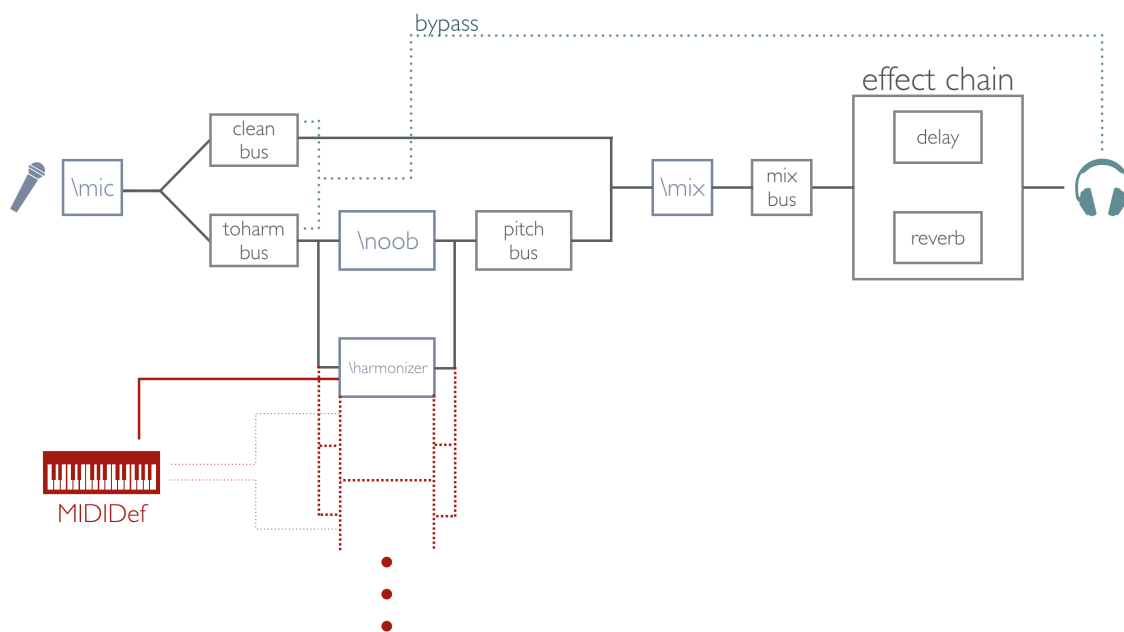 bypass
effect chain
clean
bus
delay
\mic
\mix
mix
bus
toharm
bus
\noob
pitch
bus
reverb
\harmonizer
MIDIDef